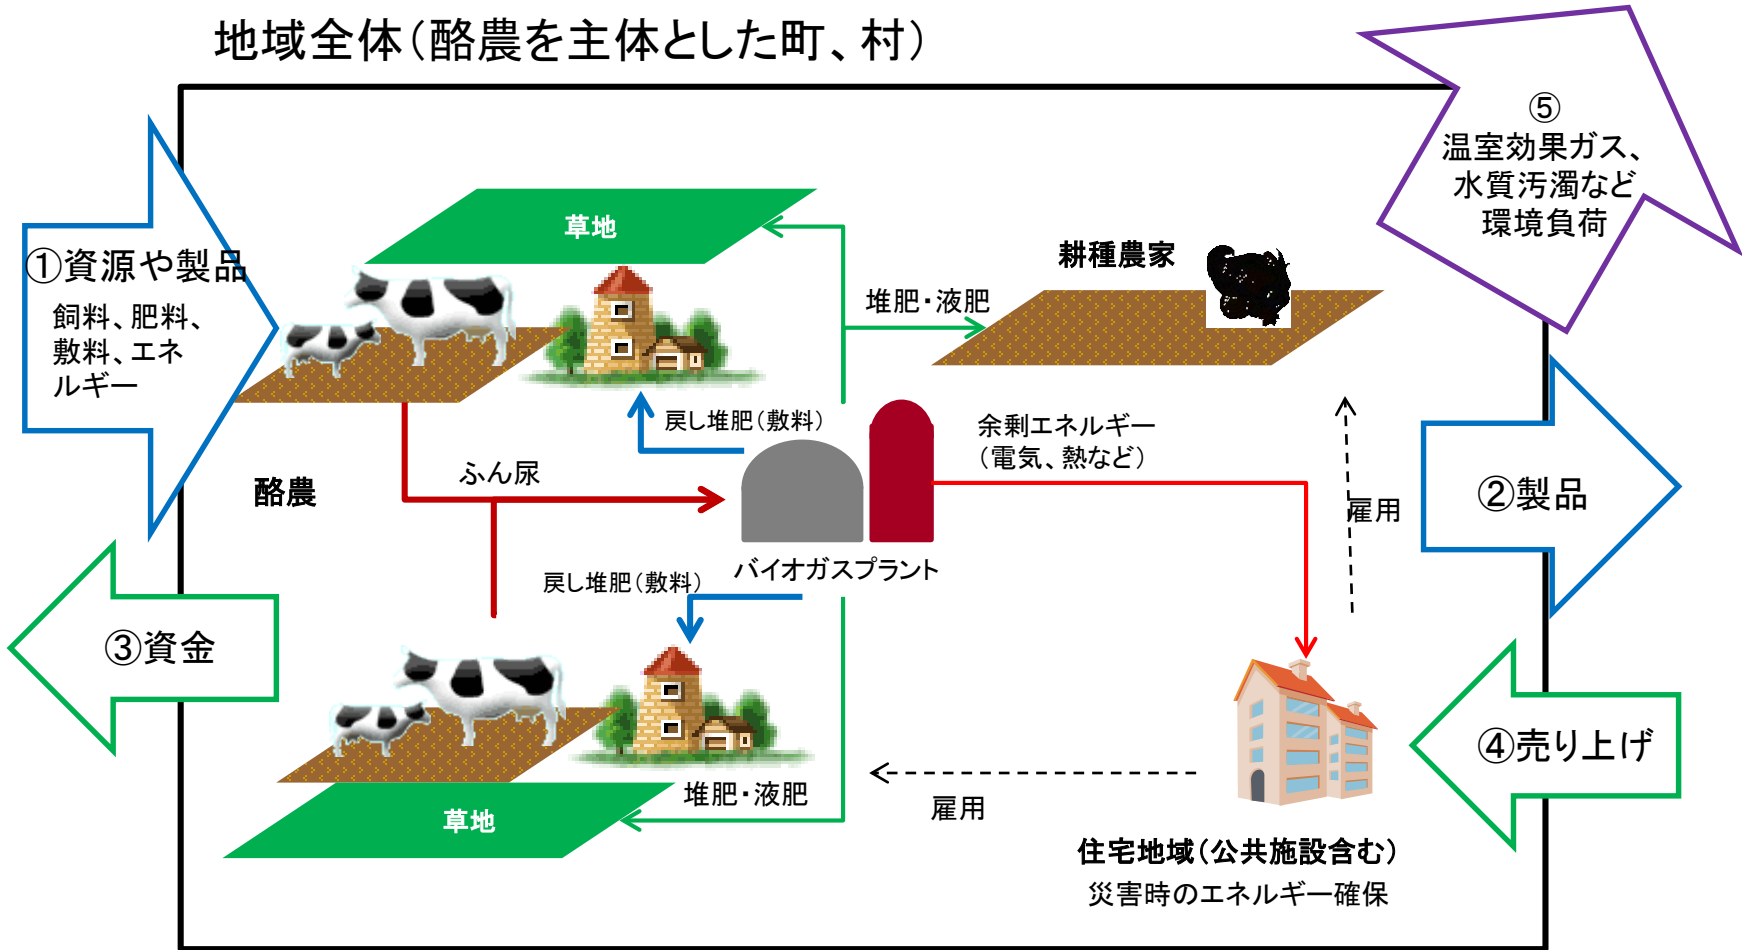 地域全体（酪農を主体とした町、村）
⑤
温室効果ガス、
水質汚濁など
環境負荷
①資源や製品
飼料、肥料、
敷料、エネ
ルギー
草地
耕種農家
堆肥・液肥
戻し堆肥（敷料）
余剰エネルギー
（電気、熱など）
ふん尿
酪農
②製品
雇用
バイオガスプラント
戻し堆肥（敷料）
③資金
④売り上げ
堆肥・液肥
草地
雇用
住宅地域（公共施設含む）
災害時のエネルギー確保